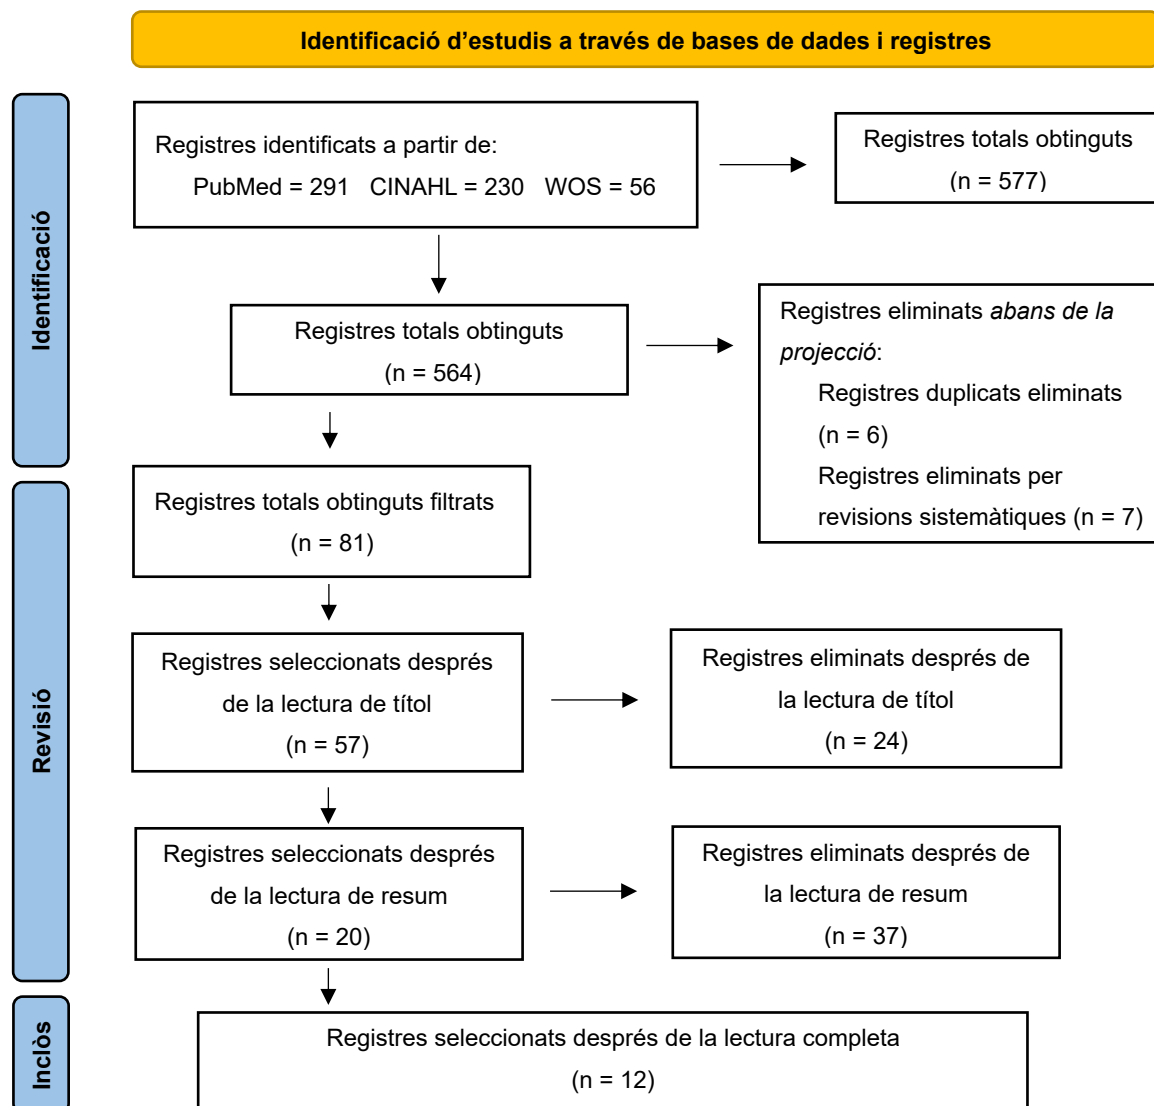 Identificació d’estudis a través de bases de dades i registres
Identificació
Registres identificats a partir de:
PubMed = 291 CINAHL = 230 WOS = 56
Registres totals obtinguts
(n = 577)
Registres totals obtinguts
(n = 564)
Registres eliminats abans de la
projecció:
Registres duplicats eliminats
(n = 6)
Registres eliminats per
revisions sistemàtiques (n = 7)
Revisió
Registres totals obtinguts filtrats
(n = 81)
Registres seleccionats després
de la lectura de títol
(n = 57)
Registres eliminats després de
la lectura de títol
(n = 24)
Registres seleccionats després
de la lectura de resum
(n = 20)
Registres eliminats després de
la lectura de resum
(n = 37)
Inclòs
Registres seleccionats després de la lectura completa
(n = 12)